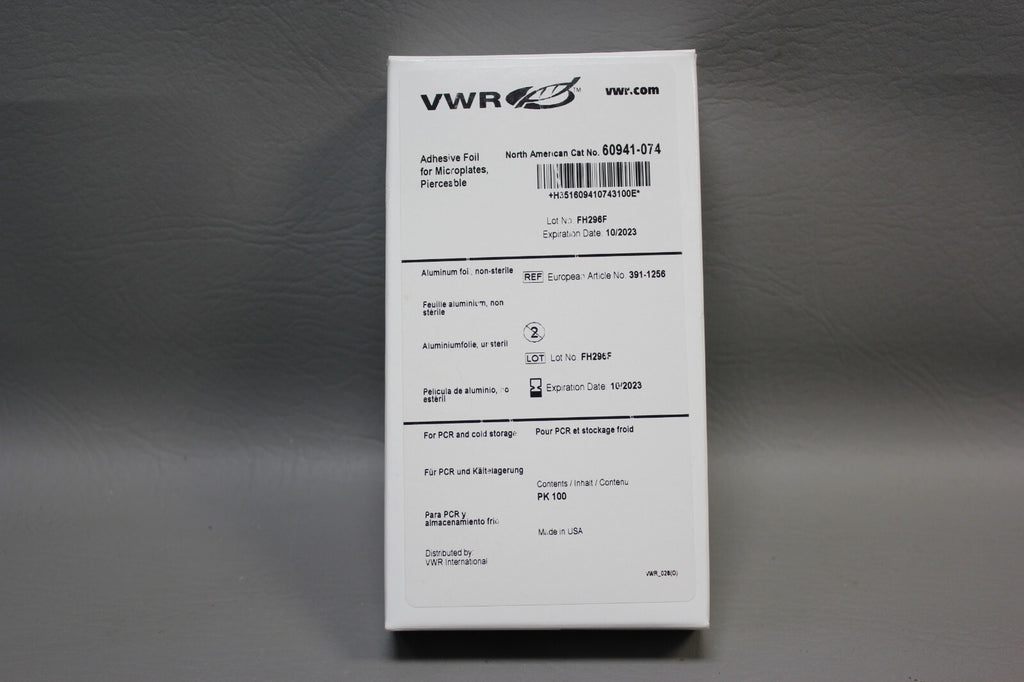 VWR TM vwr.com
Adhesive Foil
for Microplates,
Pierceable
North American Cat No. 60941-074
+H351609410743100E*
Lot No. FH296F
Expiration Date 10/2023
Aluminum foil, non-sterile
REF European Article No. 391-1256
Feuille aluminium, non
stérile
2
Aluminiumfolie, unsteril
LOT Lot No. FH296F
Película de aluminio, no
estéril
Expiration Date 10/2023
For PCR and cold storage
Pour PCR et stockage froid
Für PCR und Kältelagerung
Contents / Inhalt / Contenu
PK 100
Para PCR y
almacenamiento frio
Made in USA
Distributed by:
VWR International